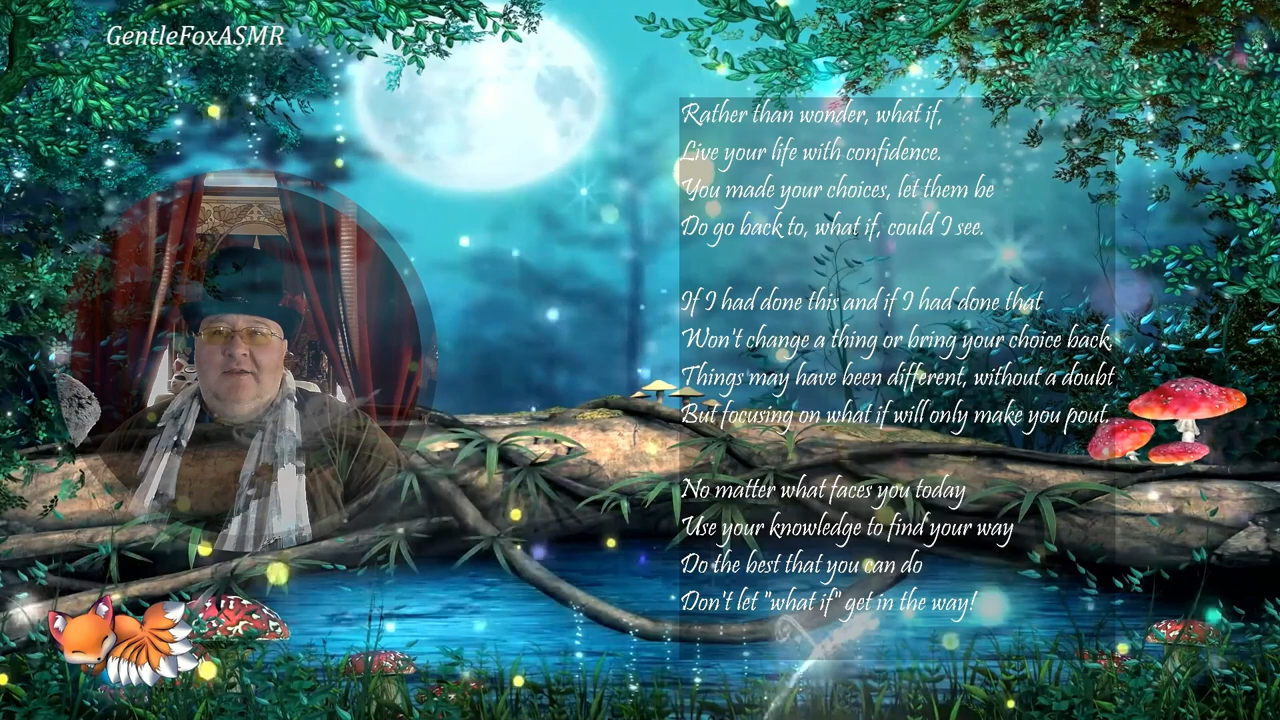 GentleFoxASMR
Rather than wonder, what if,
Live your life with confidence.
You made your choices, let them be
Do go back to, what if, could I see.
If I had done this and if I had done that
Won't change a thing or bring your choice back.
Things may have been different, without a doubt
But focusing on what if will only make you pout.
No matter what faces you today
Use your knowledge to find your way
Do the best that you can do
Don't let "what if" get in the way!